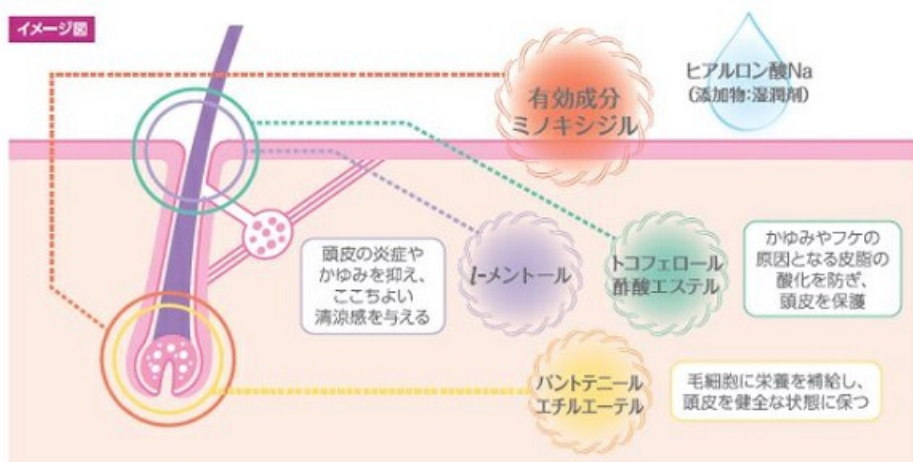 イメージ図
有効成分
ミノキシジル
ヒアルロン酸Na
(添加物:湿潤剤)
頭皮の炎症や
かゆみを抑え、
ここちよい
清涼感を与える
l-メントール
トコフェロール
酢酸エステル
かゆみやフケの
原因となる皮脂の
酸化を防ぎ、
頭皮を保護
パントテニール
エチルエーテル
毛細胞に栄養を補給し、
頭皮を健全な状態に保つ